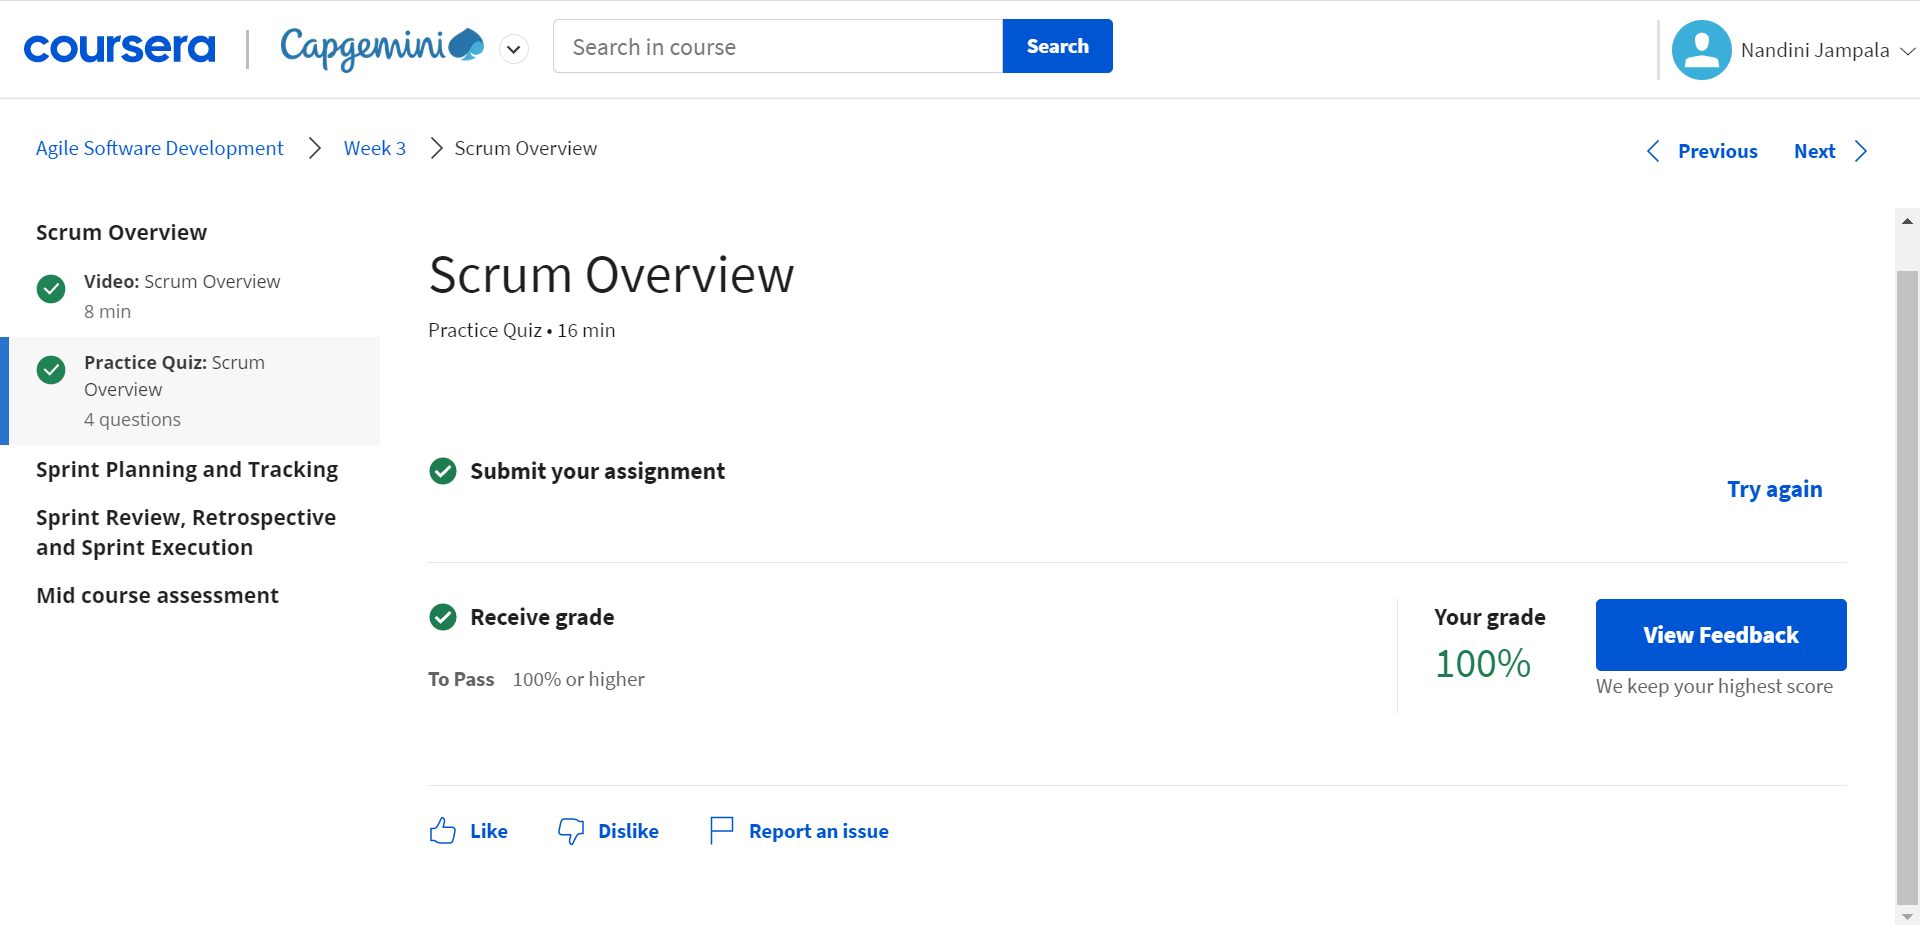 coursera
Capgemini
Search in course
Search
Nandini Jampala
Agile Software Development
Week 3
Scrum Overview
Previous
Next
Scrum Overview
Video: Scrum Overview
8 min
Practice Quiz: Scrum
Overview
4 questions
Sprint Planning and Tracking
Sprint Review, Retrospective
and Sprint Execution
Mid course assessment
Scrum Overview
Practice Quiz • 16 min
Submit your assignment
Try again
Receive grade
To Pass 100% or higher
Your grade
100%
View Feedback
We keep your highest score
Like
Dislike
Report an issue